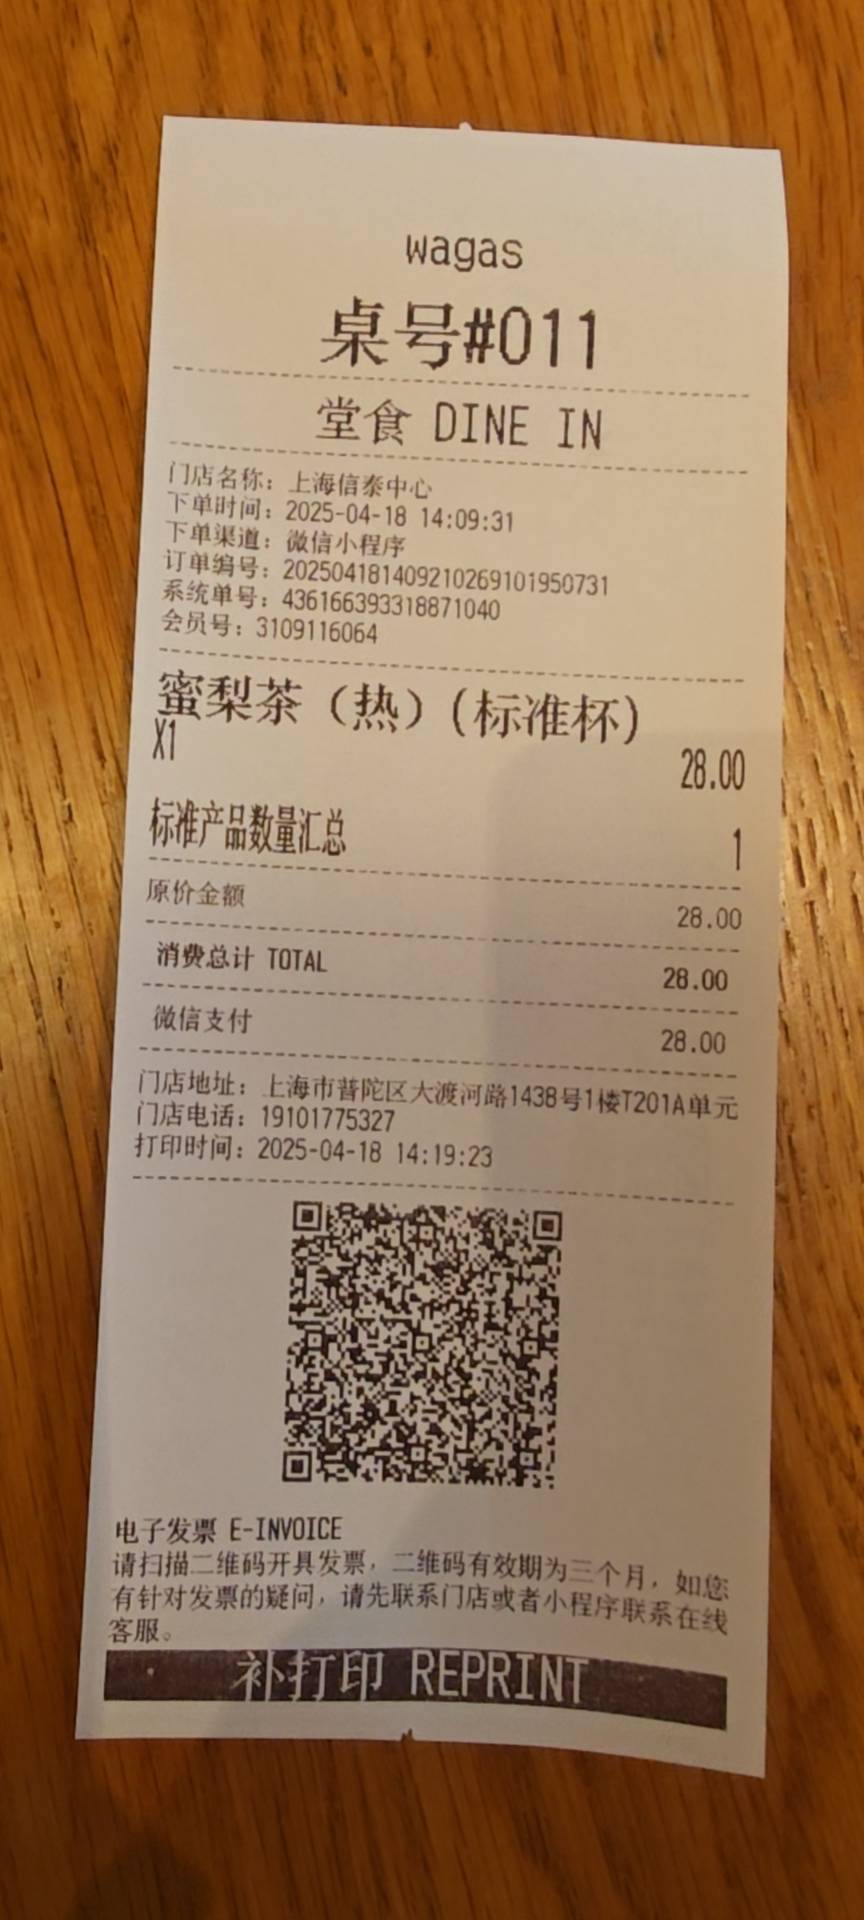 wagas
桌号#011
堂食 DINE IN
门店名称：上海信泰中心
下单时间：2025-04-18 14:09:31
下单渠道：微信小程序
订单编号：2025041814092102691019​50731
系统单号：436166393318871040
会员号：3109116064
蜜梨茶（热）(标准杯)
X1 28.00
标准产品数量汇总 1
原价金额 28.00
消费总计 TOTAL 28.00
微信支付 28.00
门店地址：上海市普陀区大渡河路1438号1楼T201A单元
门店电话：19101775327
打印时间：2025-04-18 14:19:23
电子发票 E-INVOICE
请扫描二维码开具发票，二维码有效期为三个月，如您
有针对发票的疑问，请先联系门店或者小程序联系在线
客服。
补打印 REPRINT